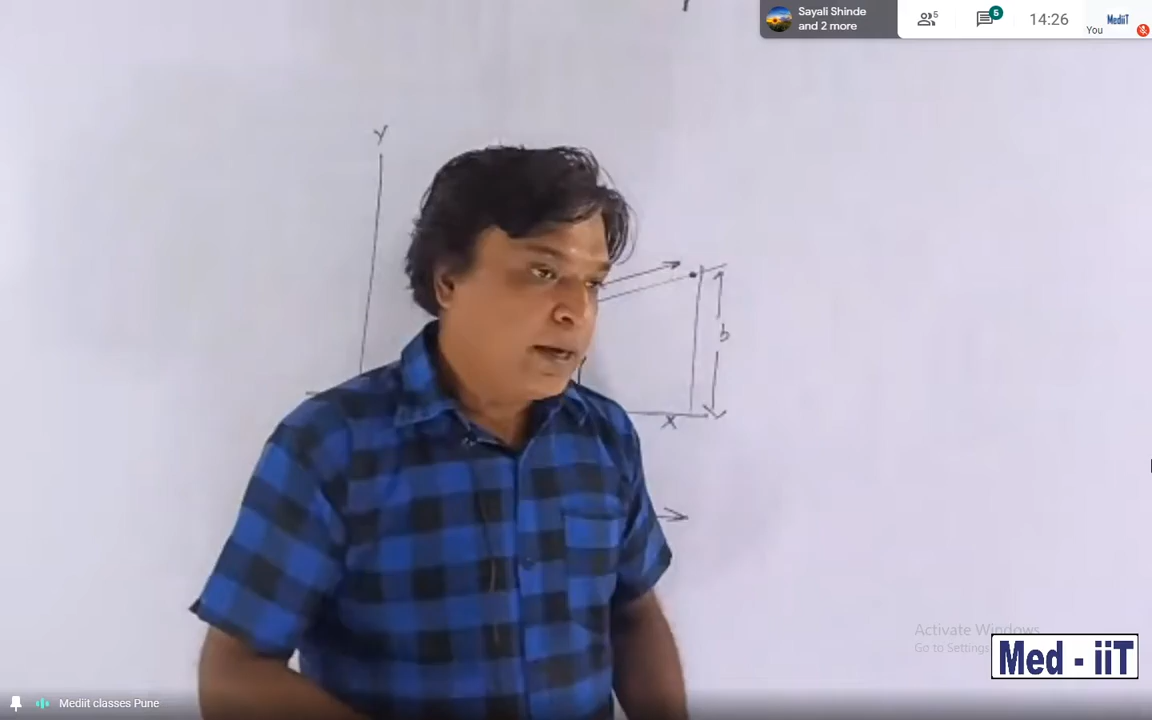 Sayali Shinde
and 2 more
5
5
14:26
MediiT
You
Y
b
X
Activate Windows
Go to Settings
Med - iiT
Mediit classes Pune